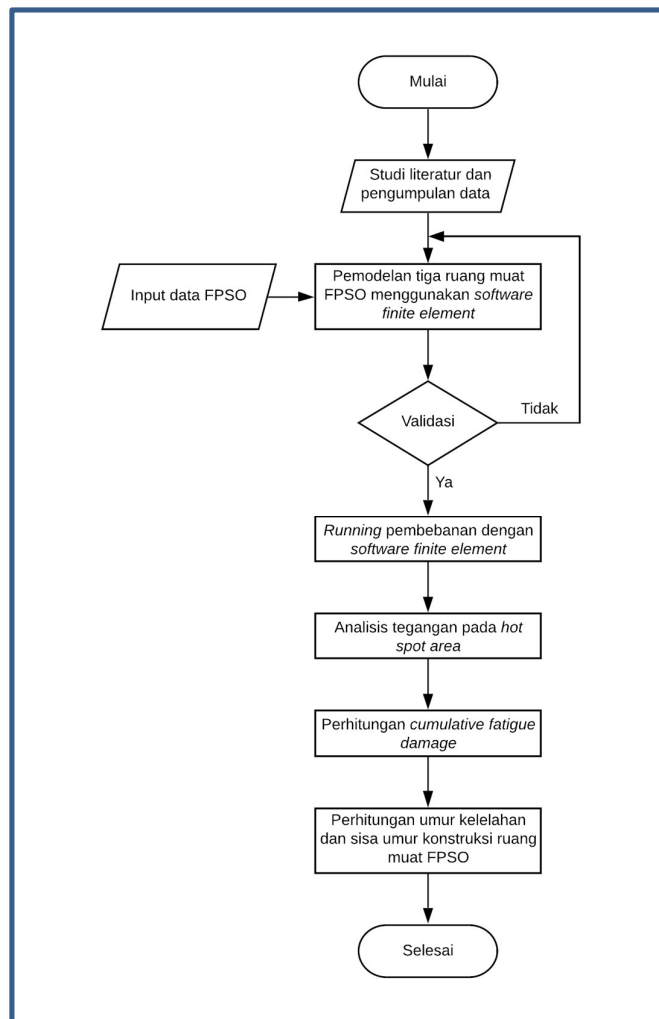 Mulai
Studi literatur dan
pengumpulan data
Input data FPSO
Pemodelan tiga ruang muat
FPSO menggunakan software
finite element
Validasi
Tidak
Ya
Running pembebanan dengan
software finite element
Analisis tegangan pada hot
spot area
Perhitungan cumulative fatigue
damage
Perhitungan umur kelelahan
dan sisa umur konstruksi ruang
muat FPSO
Selesai